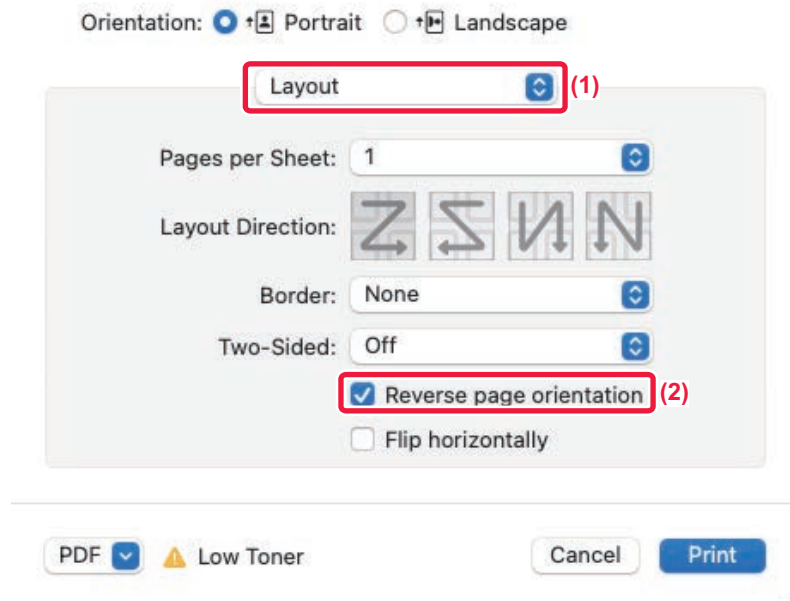 Orientation: Portrait Landscape
Layout (1)
Pages per Sheet: 1
Layout Direction:
Border: None
Two-Sided: Off
Reverse page orientation (2)
Flip horizontally
PDF Low Toner Cancel Print